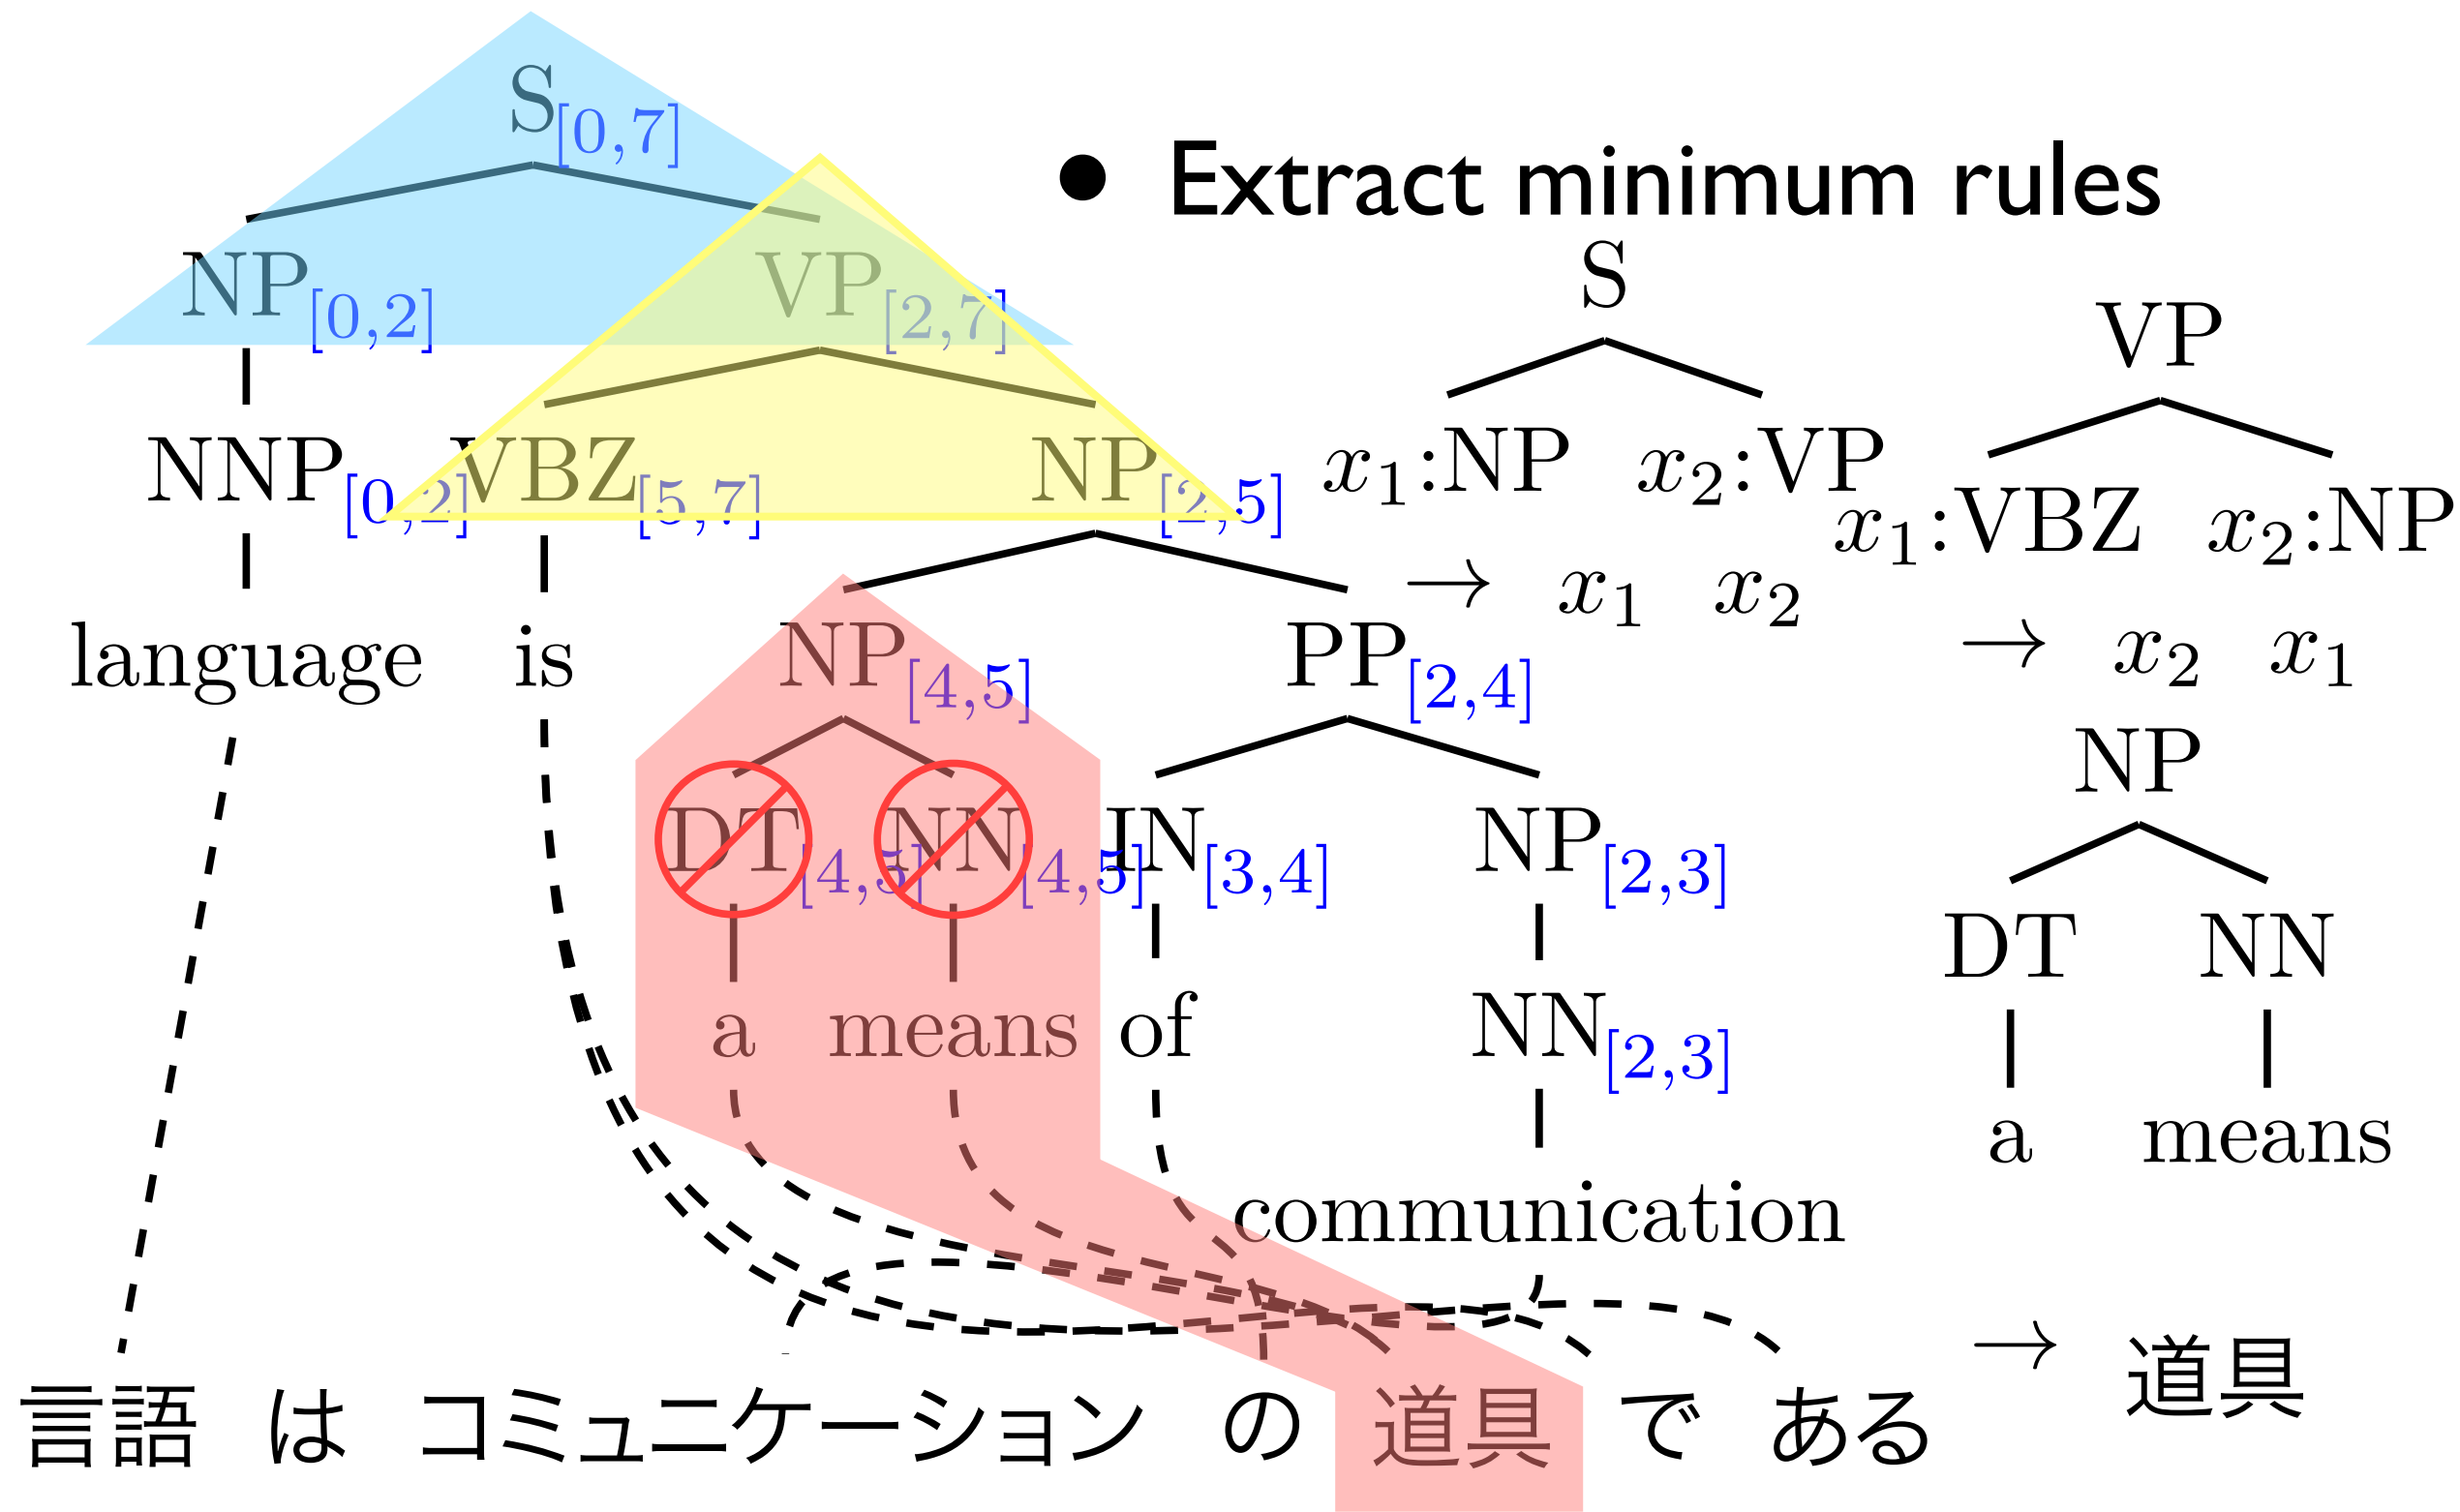 • Extract minimum rules
S[0,7]
NP[0,2] VP[2,7]
NNP[0,2] VBZ[5,7] NP[2,5]
language is NP[4,5] PP[2,4]
DT[4,5] NN[4,5] IN[3,4] NP[2,3]
a means of NN[2,3]
communication
言語 は コミュニケーション の 道具 で ある
S
x1:NP x2:VP
→ x1 x2
VP
x1:VBZ x2:NP
→ x2 x1
NP
DT NN
a means
→ 道具